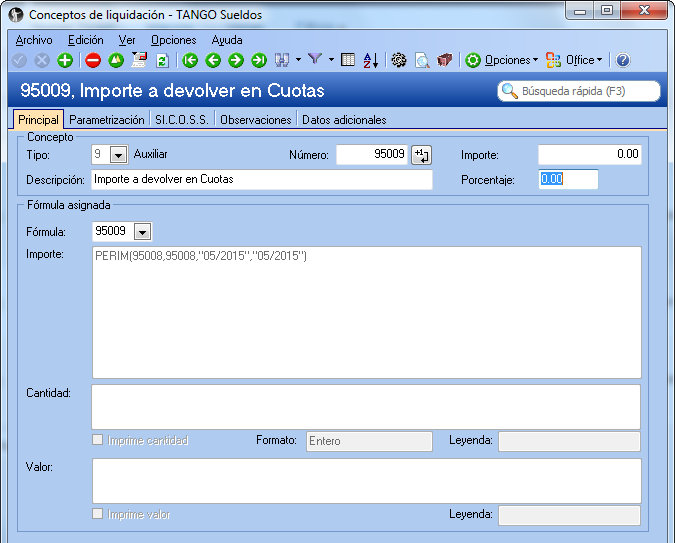 Conceptos de liquidación - TANGO Sueldos
Archivo Edición Ver Opciones Ayuda
Opciones Office
95009, Importe a devolver en Cuotas
Búsqueda rápida (F3)
Principal Parametrización SI.C.O.S.S. Observaciones Datos adicionales
Concepto
Tipo: 9 Auxiliar Número: 95009 +1 Importe: 0.00
Descripción: Importe a devolver en Cuotas Porcentaje: 0.00
Fórmula asignada
Fórmula: 95009
Importe: PERIM(95008,95008,"05/2015","05/2015")
Cantidad:
Imprime cantidad Formato: Entero Leyenda:
Valor:
Imprime valor Leyenda: